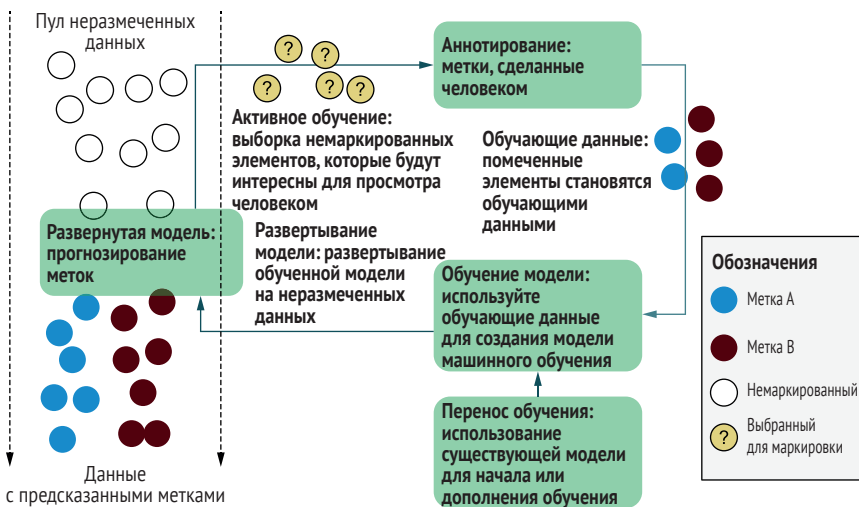 Пул неразмеченных
данных
?
?
?
?
?
Аннотирование:
метки, сделанные
человеком
Активное обучение:
выборка немаркированных
элементов, которые будут
интересны для просмотра
человеком
Обучающие данные:
помеченные
элементы становятся
обучающими
данными
Развернутая модель:
прогнозирование
меток
Развертывание
модели: развертывание
обученной модели
на неразмеченных
данных
Обучение модели:
используйте
обучающие данные
для создания модели
машинного обучения
Перенос обучения:
использование
существующей модели
для начала или
дополнения обучения
Данные
с предсказанными метками
Обозначения
Метка A
Метка B
Немаркированный
?
Выбранный
для маркировки